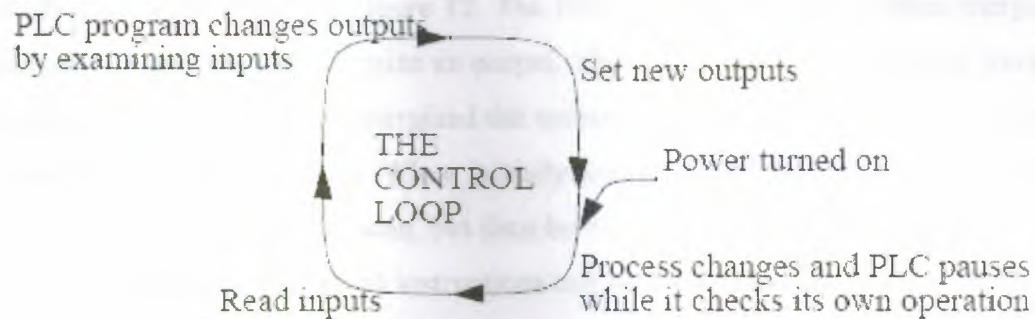 PLC program changes outputs
by examining inputs
Set new outputs
THE
CONTROL
LOOP
Power turned on
Process changes and PLC pauses
while it checks its own operation
Read inputs